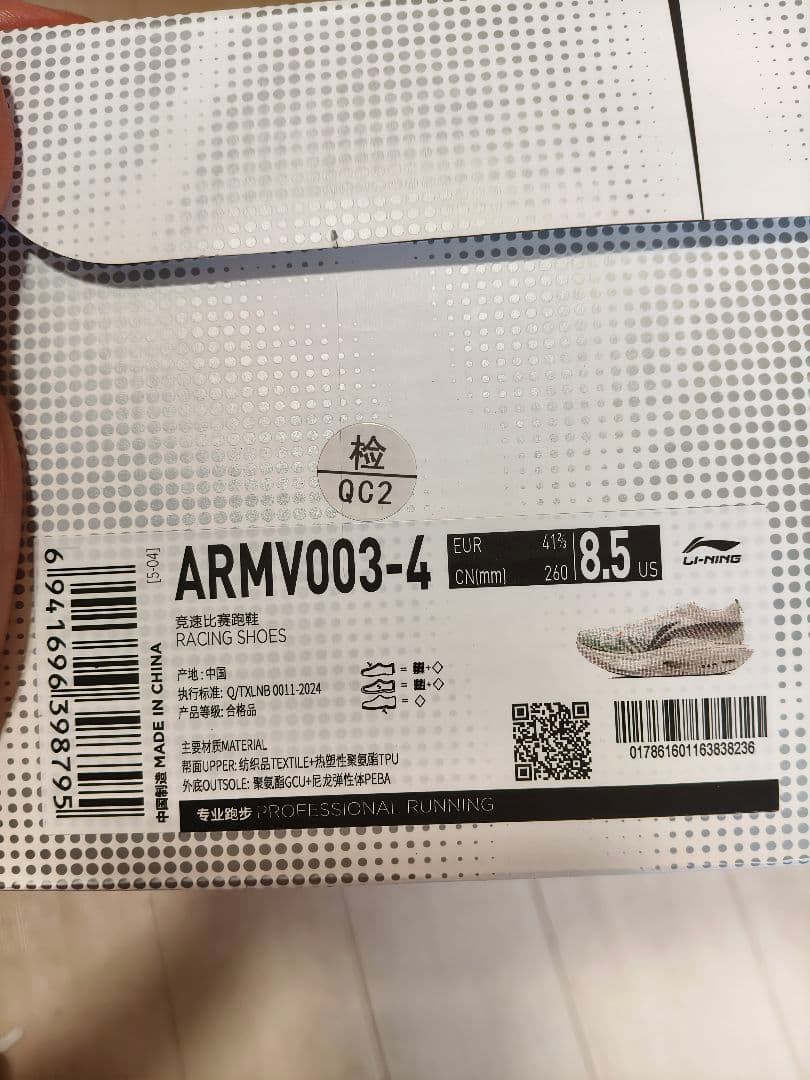 检
QC2
6 941696 398795
[5-04]
中国制造 MADE IN CHINA
ARMV003-4
EUR 41⅔
CN(mm) 260
8.5 US
LI-NING
竞速比赛跑鞋
RACING SHOES
产地:中国
执行标准: Q/TXLNB 0011-2024
产品等级:合格品
主要材质MATERIAL
帮面UPPER: 纺织品TEXTILE+热塑性聚氨酯TPU
外底OUTSOLE: 聚氨酯GCU+尼龙弹性体PEBA
017861601163838236
专业跑步 PROFESSIONAL RUNNING